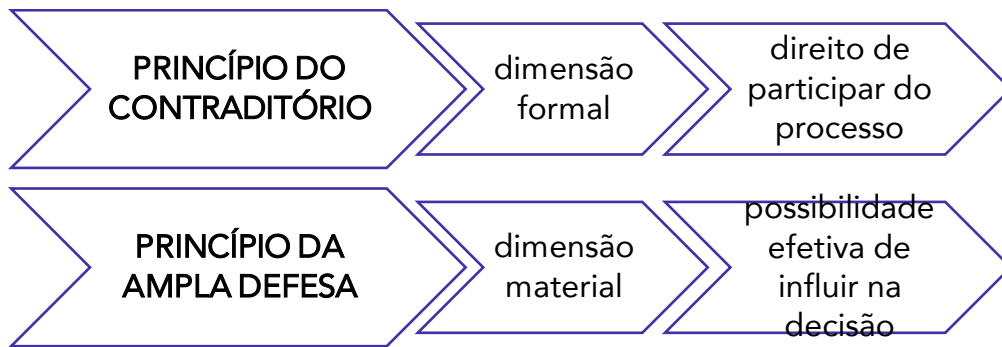 PRINCÍPIO DO
CONTRADITÓRIO
dimensão
formal
direito de
participar do
processo
PRINCÍPIO DA
AMPLA DEFESA
dimensão
material
possibilidade
efetiva de
influir na
decisão